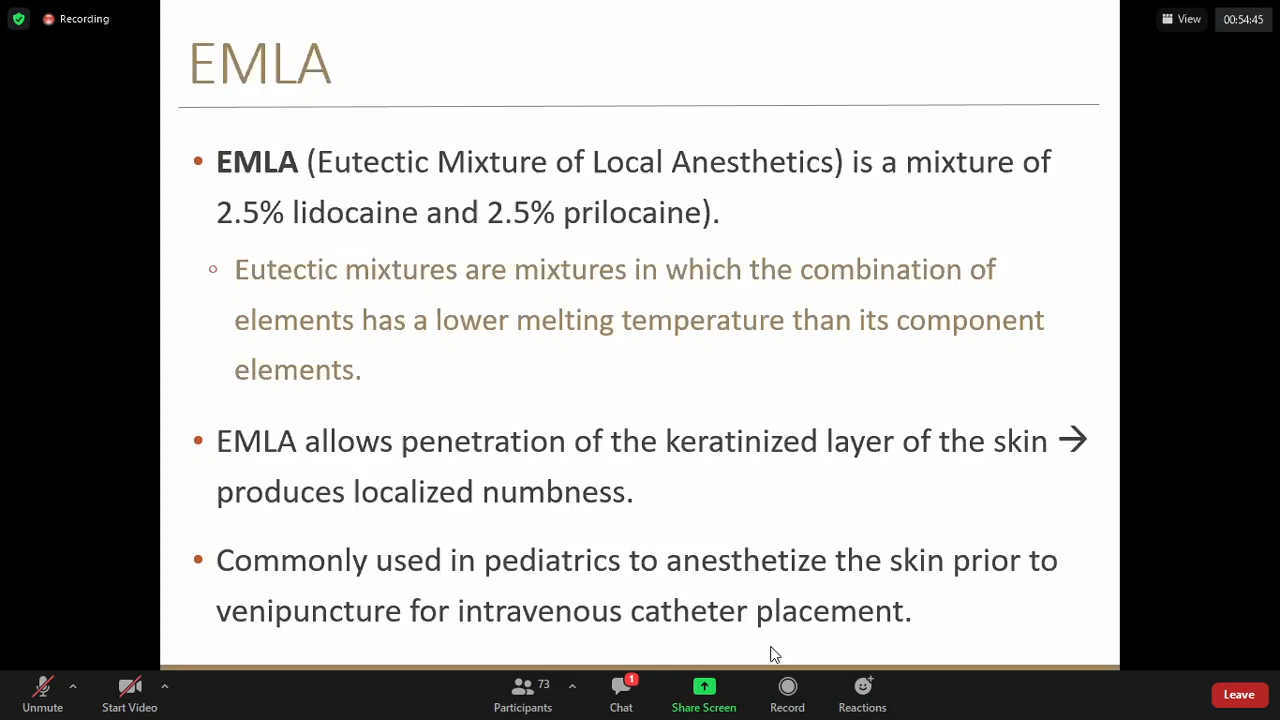 Recording
View
00:54:45
EMLA
• EMLA (Eutectic Mixture of Local Anesthetics) is a mixture of
2.5% lidocaine and 2.5% prilocaine).
◦ Eutectic mixtures are mixtures in which the combination of
elements has a lower melting temperature than its component
elements.
• EMLA allows penetration of the keratinized layer of the skin →
produces localized numbness.
• Commonly used in pediatrics to anesthetize the skin prior to
venipuncture for intravenous catheter placement.
Unmute
Start Video
73
Participants
1
Chat
Share Screen
Record
Reactions
Leave